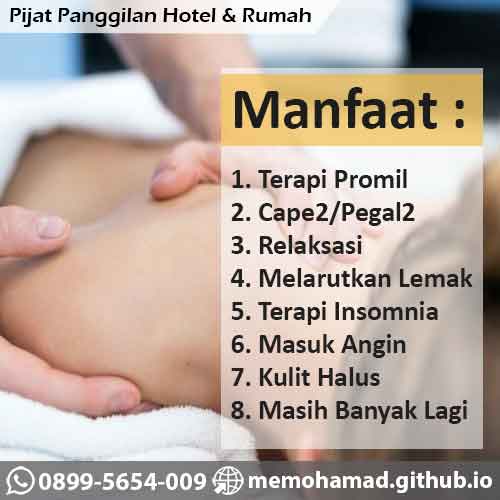 Pijat Panggilan Hotel & Rumah
Manfaat :
1. Terapi Promil
2. Cape2/Pegal2
3. Relaksasi
4. Melarutkan Lemak
5. Terapi Insomnia
6. Masuk Angin
7. Kulit Halus
8. Masih Banyak Lagi
0899-5654-009 memohamad.github.io